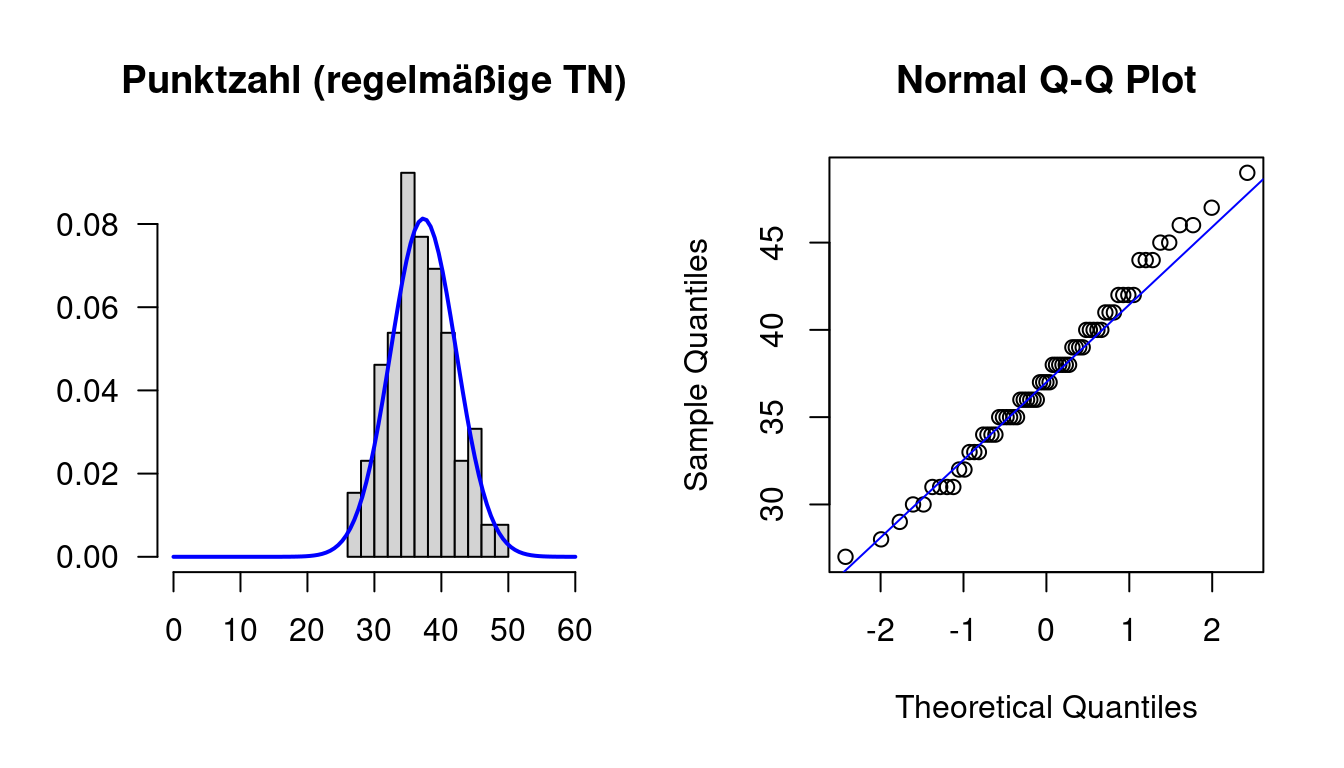 Punktzahl (regelmäßige TN)
0.08
0.06
0.04
0.02
0.00
0 10 20 30 40 50 60
Normal Q-Q Plot
Sample Quantiles
45
40
35
30
-2 -1 0 1 2
Theoretical Quantiles